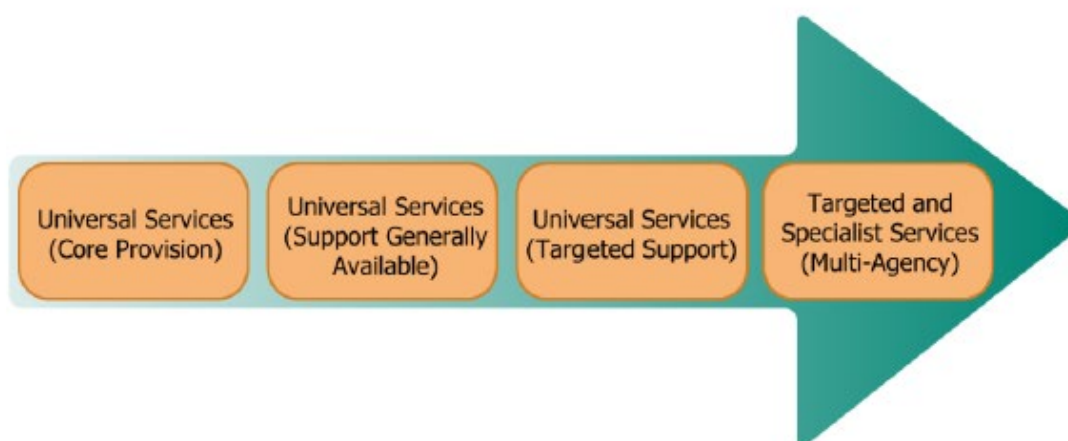 Universal Services
(Core Provision)
Universal Services
(Support Generally
Available)
Universal Services
(Targeted Support)
Targeted and
Specialist Services
(Multi-Agency)